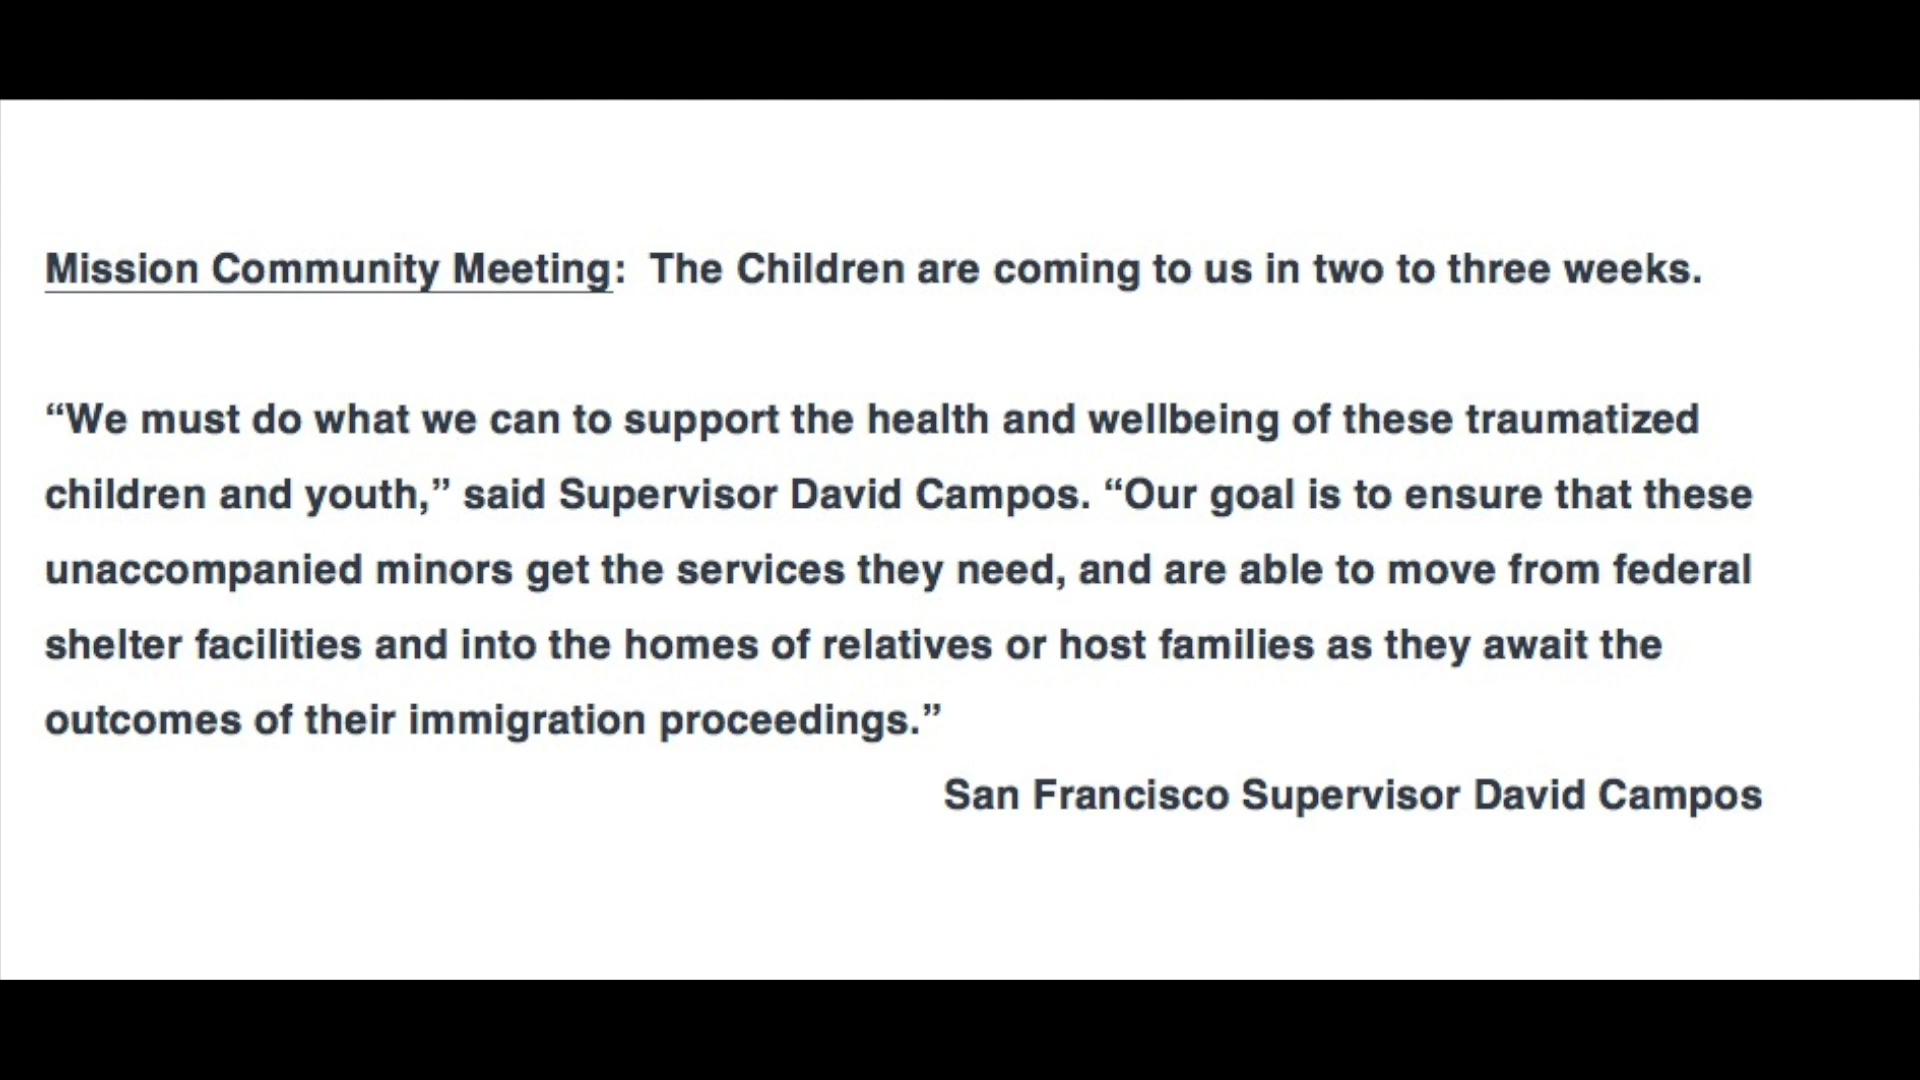 Mission Community Meeting:  The Children are coming to us in two to three weeks.
“We must do what we can to support the health and wellbeing of these traumatized
children and youth,” said Supervisor David Campos. “Our goal is to ensure that these
unaccompanied minors get the services they need, and are able to move from federal
shelter facilities and into the homes of relatives or host families as they await the
outcomes of their immigration proceedings.”
San Francisco Supervisor David Campos